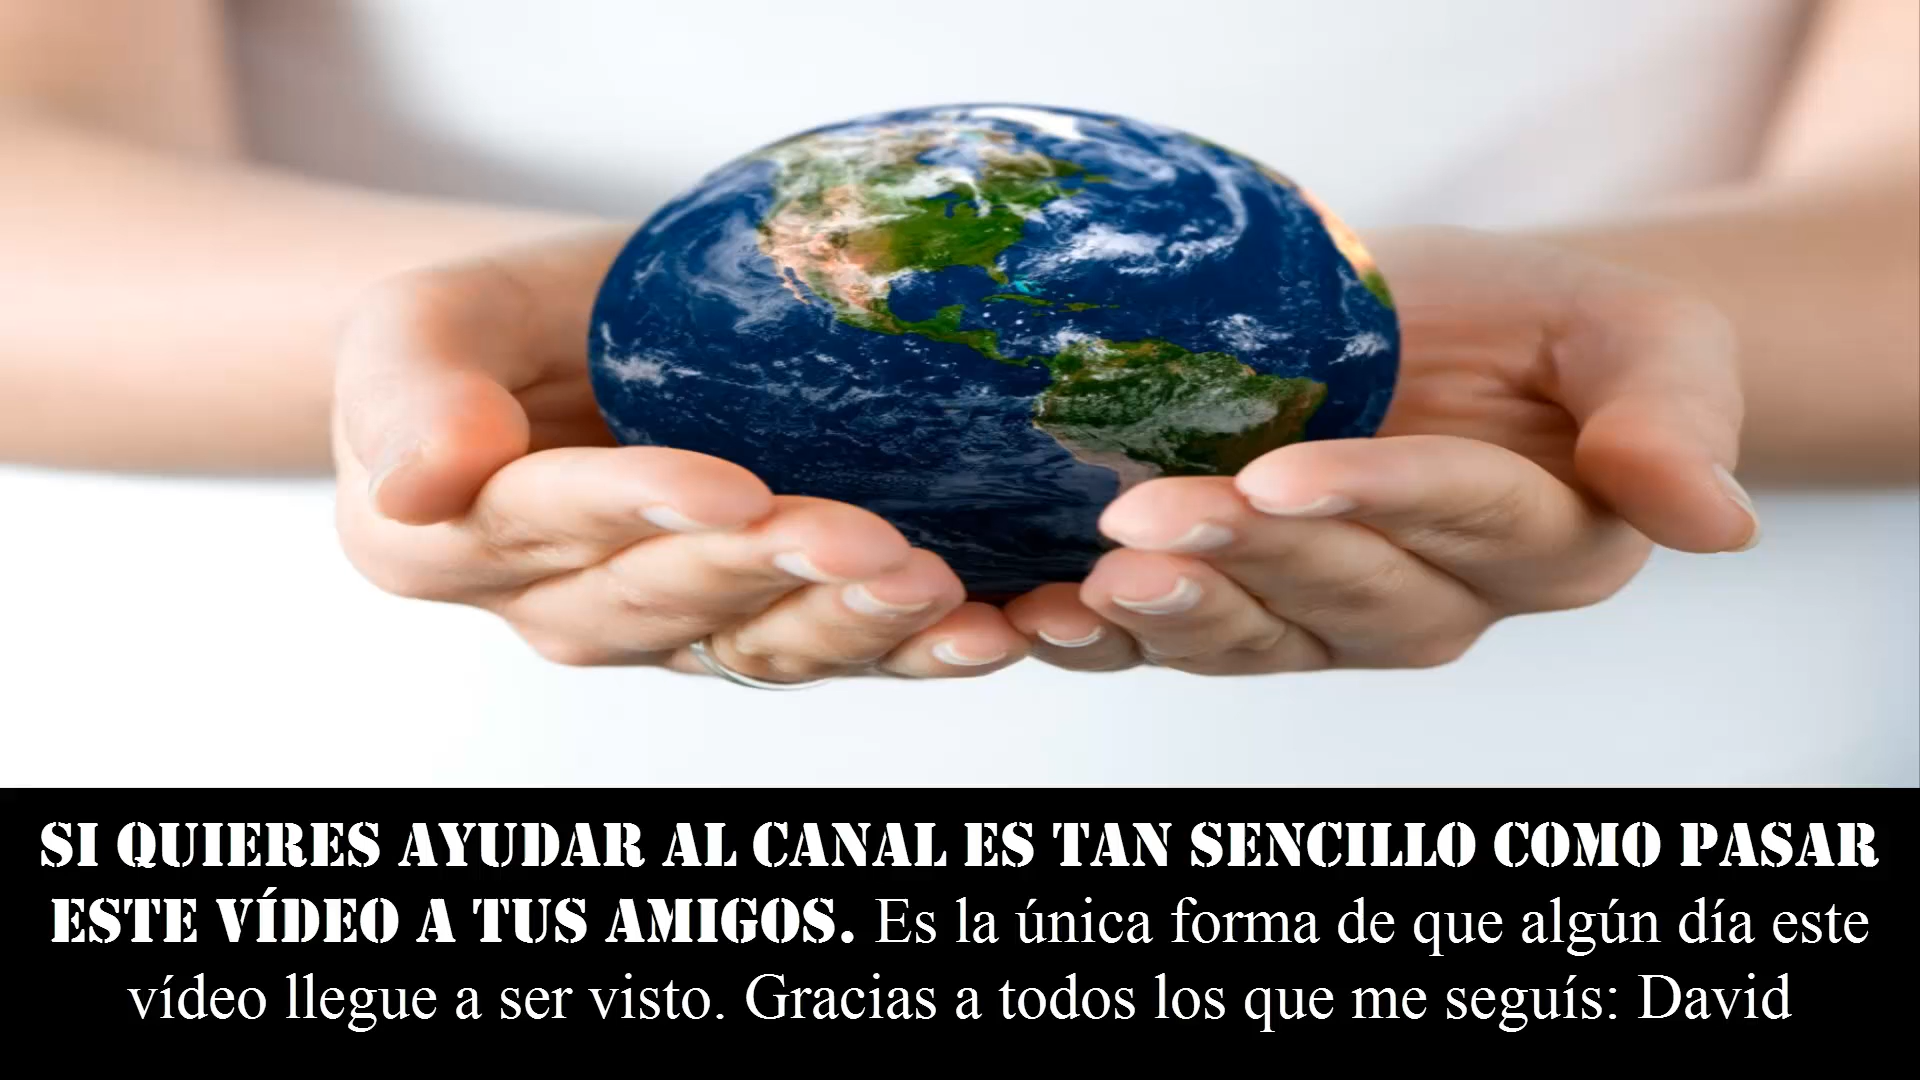 SI QUIERES AYUDAR AL CANAL ES TAN SENCILLO COMO PASAR
ESTE VÍDEO A TUS AMIGOS. Es la única forma de que algún día este
vídeo llegue a ser visto. Gracias a todos los que me seguís: David